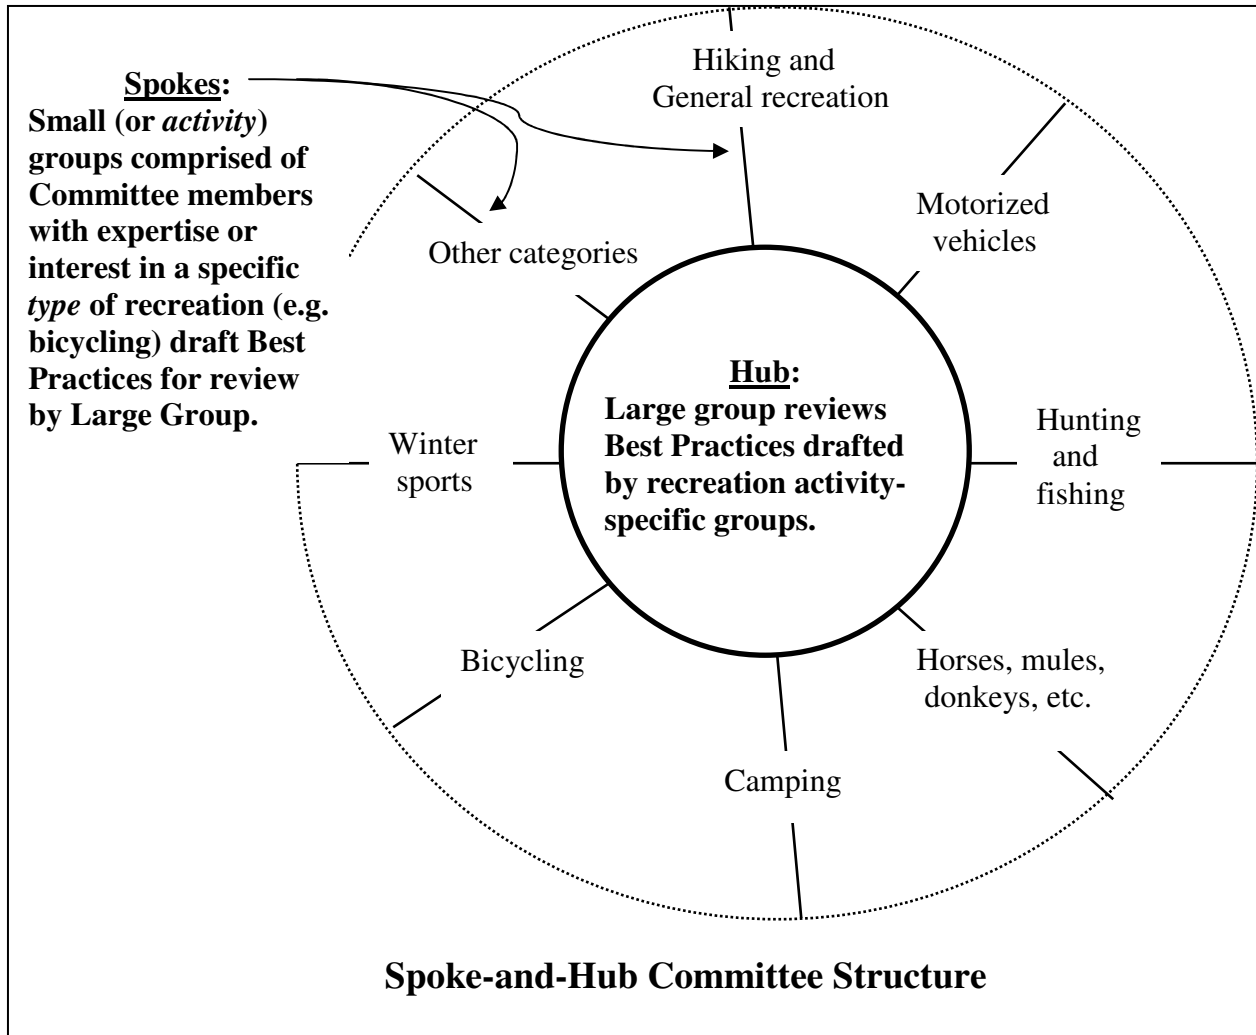 Spokes:
Small (or activity)
groups comprised of
Committee members
with expertise or
interest in a specific
type of recreation (e.g.
bicycling) draft Best
Practices for review
by Large Group.
Hiking and
General recreation
Motorized
vehicles
Other categories
Hub:
Large group reviews
Best Practices drafted
by recreation activity-
specific groups.
Hunting
and
fishing
Winter
sports
Bicycling
Horses, mules,
donkeys, etc.
Camping
Spoke-and-Hub Committee Structure